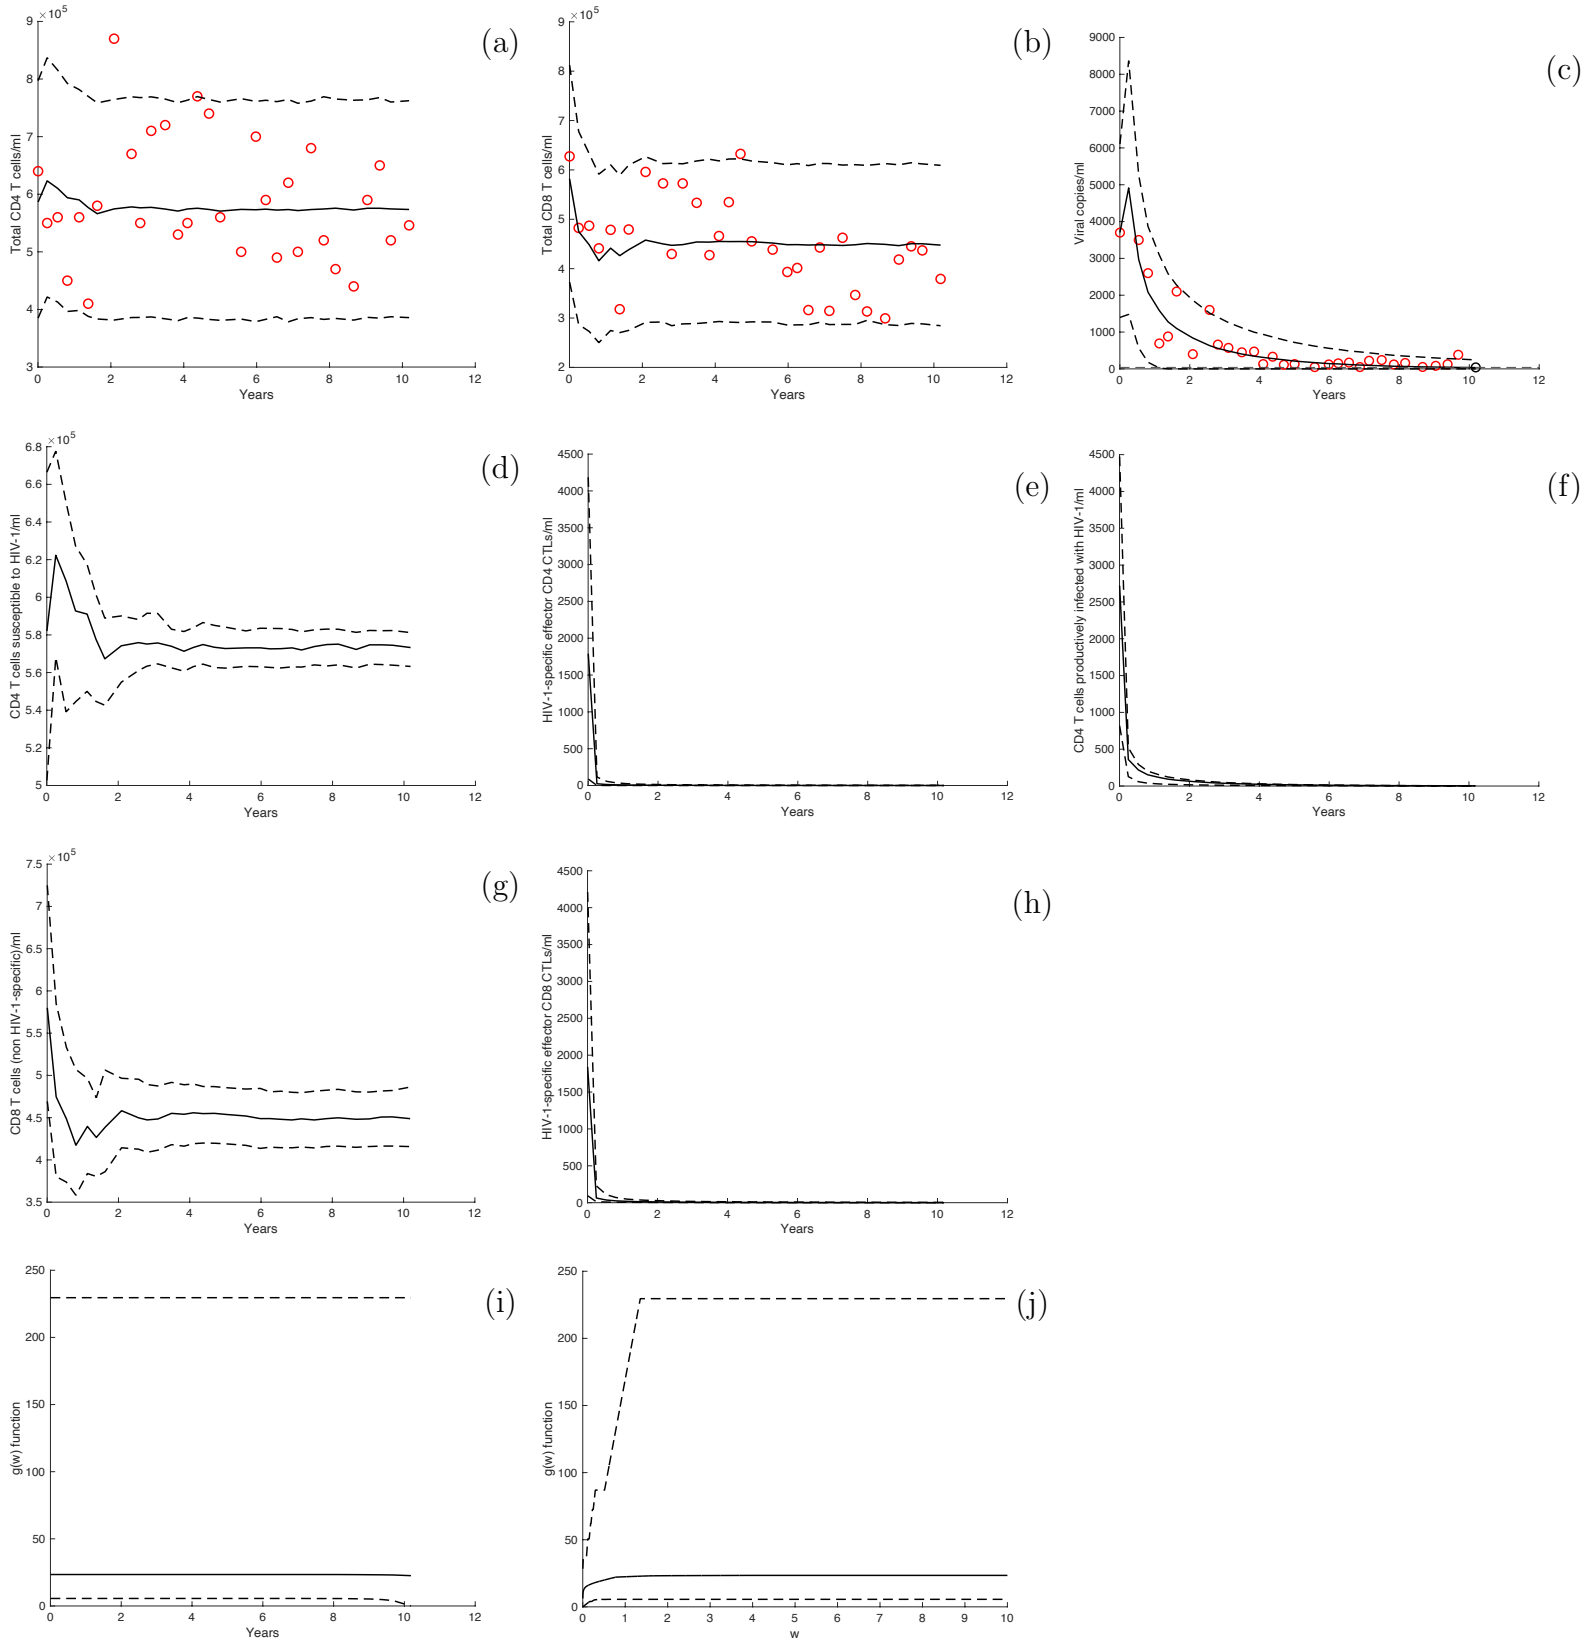 ×10⁵
9
8
7
6
5
4
3
0 2 4 6 8 10 12
Total CD4 T cells/ml
Years
(a)
×10⁵
9
8
7
6
5
4
3
2
0 2 4 6 8 10 12
Total CD8 T cells/ml
Years
(b)
9000
8000
7000
6000
5000
4000
3000
2000
1000
0
0 2 4 6 8 10 12
Viral copies/ml
Years
(c)
×10⁵
6.8
6.6
6.4
6.2
6
5.8
5.6
5.4
5.2
5
0 2 4 6 8 10 12
CD4 T cells susceptible to HIV-1/ml
Years
(d)
4500
4000
3500
3000
2500
2000
1500
1000
500
0
0 2 4 6 8 10 12
HIV-1-specific effector CD4 CTLs/ml
Years
(e)
4500
4000
3500
3000
2500
2000
1500
1000
500
0
0 2 4 6 8 10 12
CD4 T cells productively infected with HIV-1/ml
Years
(f)
×10⁵
7.5
7
6.5
6
5.5
5
4.5
4
3.5
0 2 4 6 8 10 12
CD8 T cells (non HIV-1-specific)/ml
Years
(g)
4500
4000
3500
3000
2500
2000
1500
1000
500
0
0 2 4 6 8 10 12
HIV-1-specific effector CD8 CTLs/ml
Years
(h)
250
200
150
100
50
0
0 2 4 6 8 10 12
g(w) function
Years
(i)
250
200
150
100
50
0
0 1 2 3 4 5 6 7 8 9 10
g(w) function
w
(j)